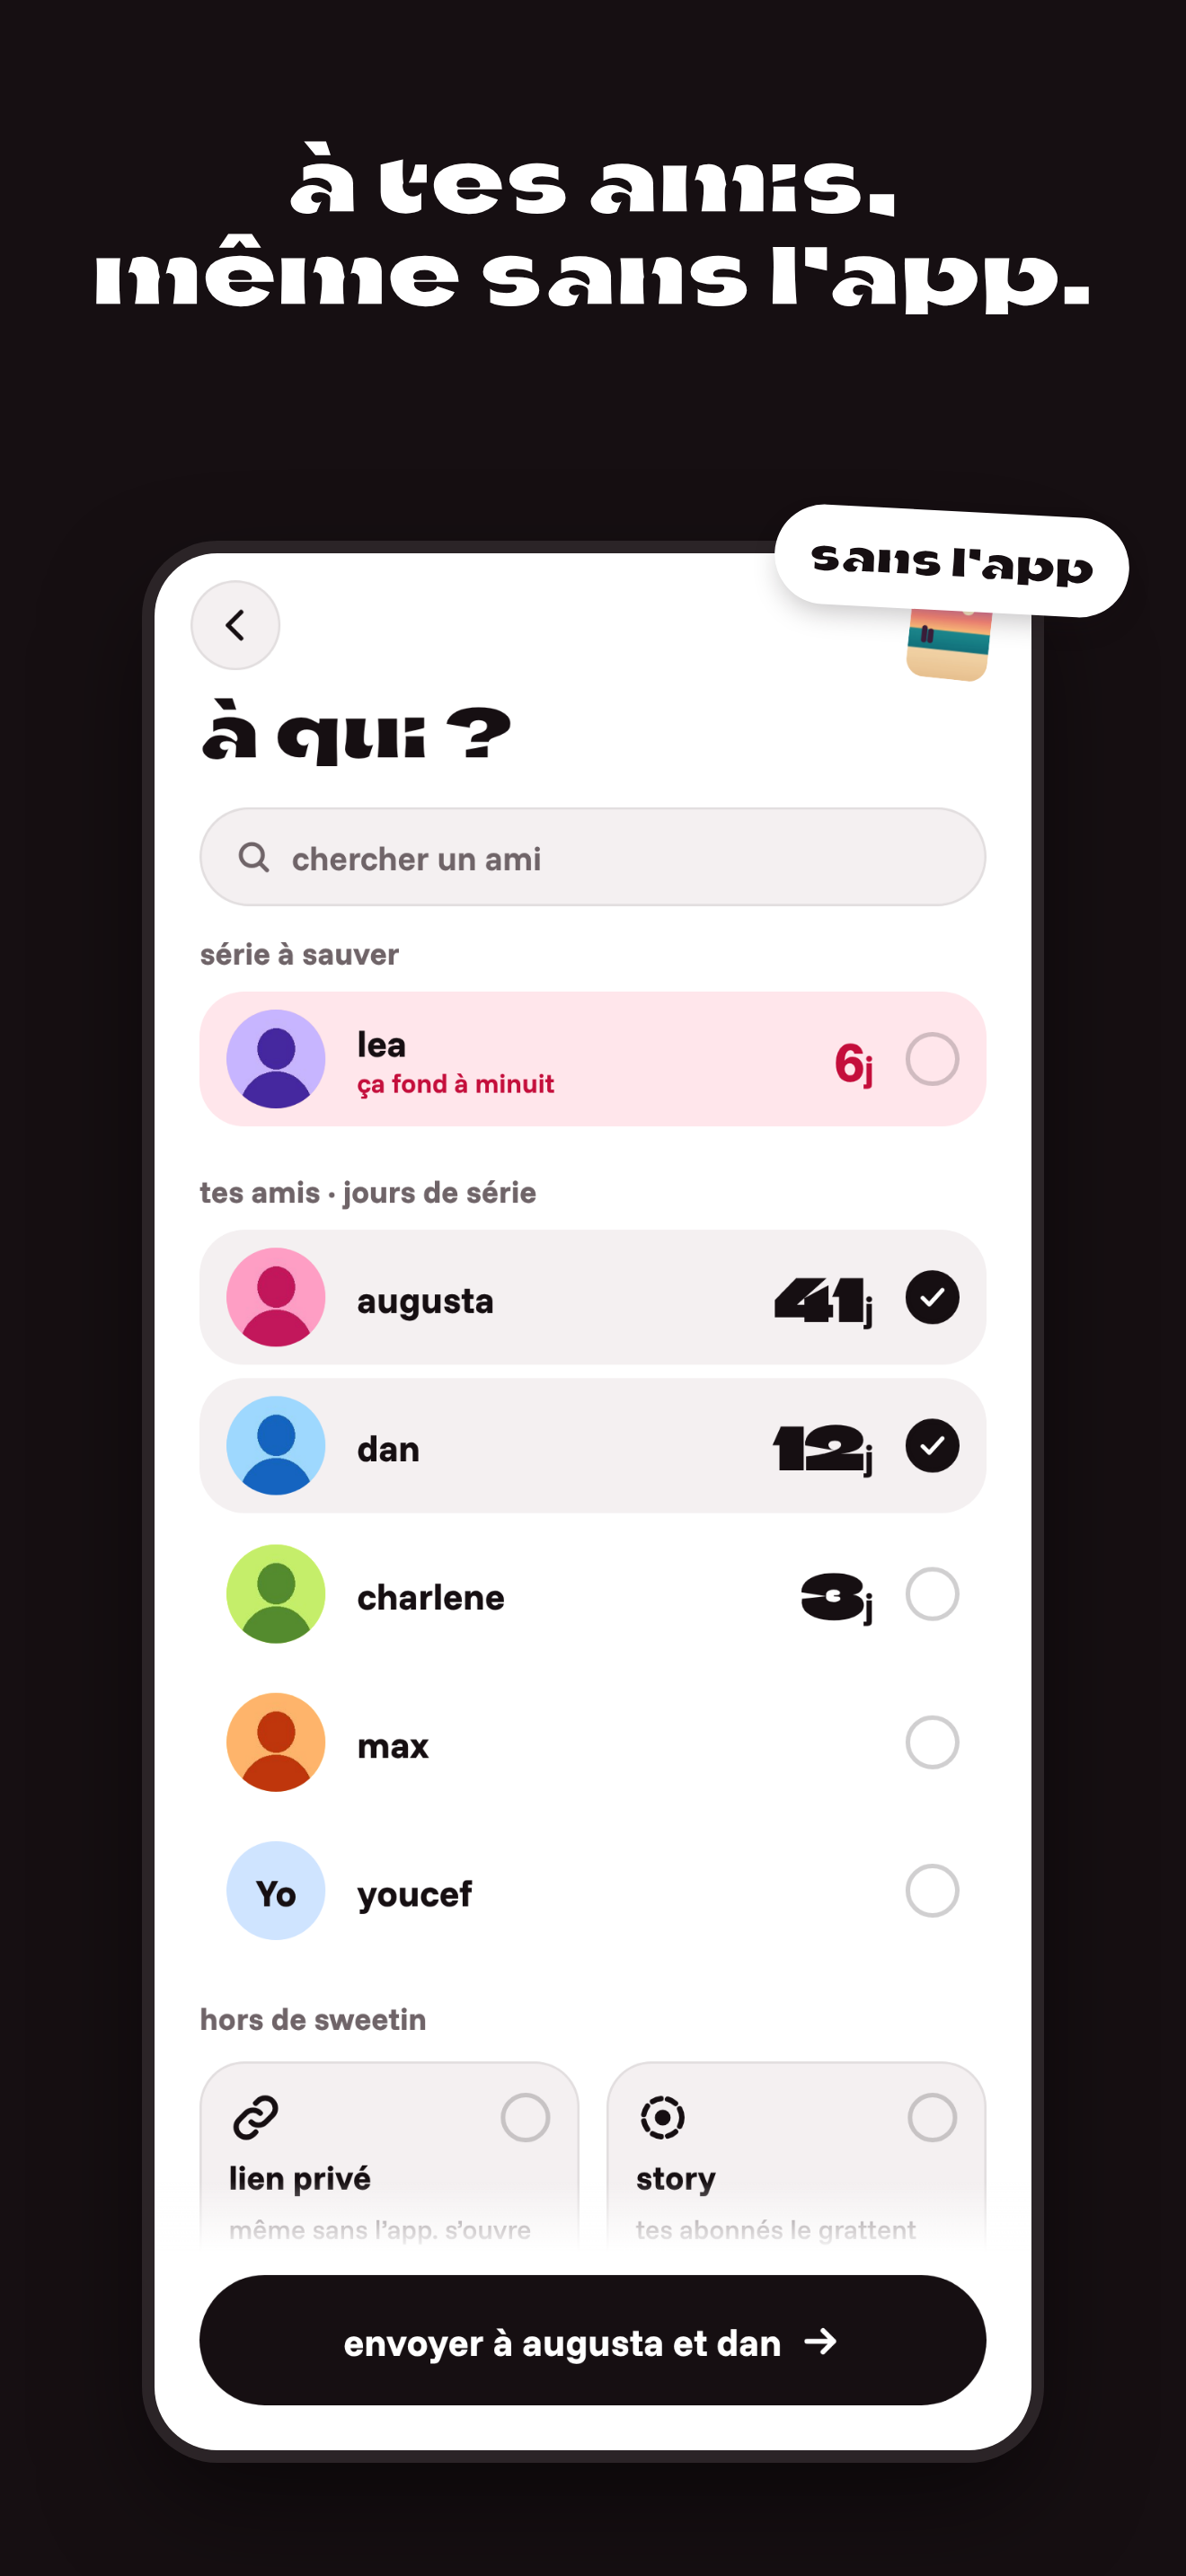 à tes amis.
même sans l'app.
sans l'app
à qui ?
chercher un ami
série à sauver
lea
ça fond à minuit
6j
tes amis · jours de série
augusta
41j
dan
12j
charlene
3j
max
Yo
youcef
hors de sweetin
lien privé
story
même sans l’app. s’ouvre
tes abonnés le grattent
envoyer à augusta et dan →